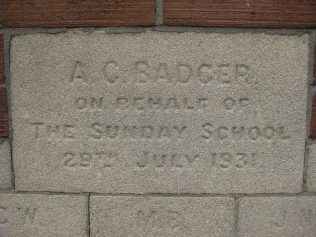 A. C. BADGER.
ON BEHALF OF
THE SUNDAY SCHOOL
28TH JULY 1931.